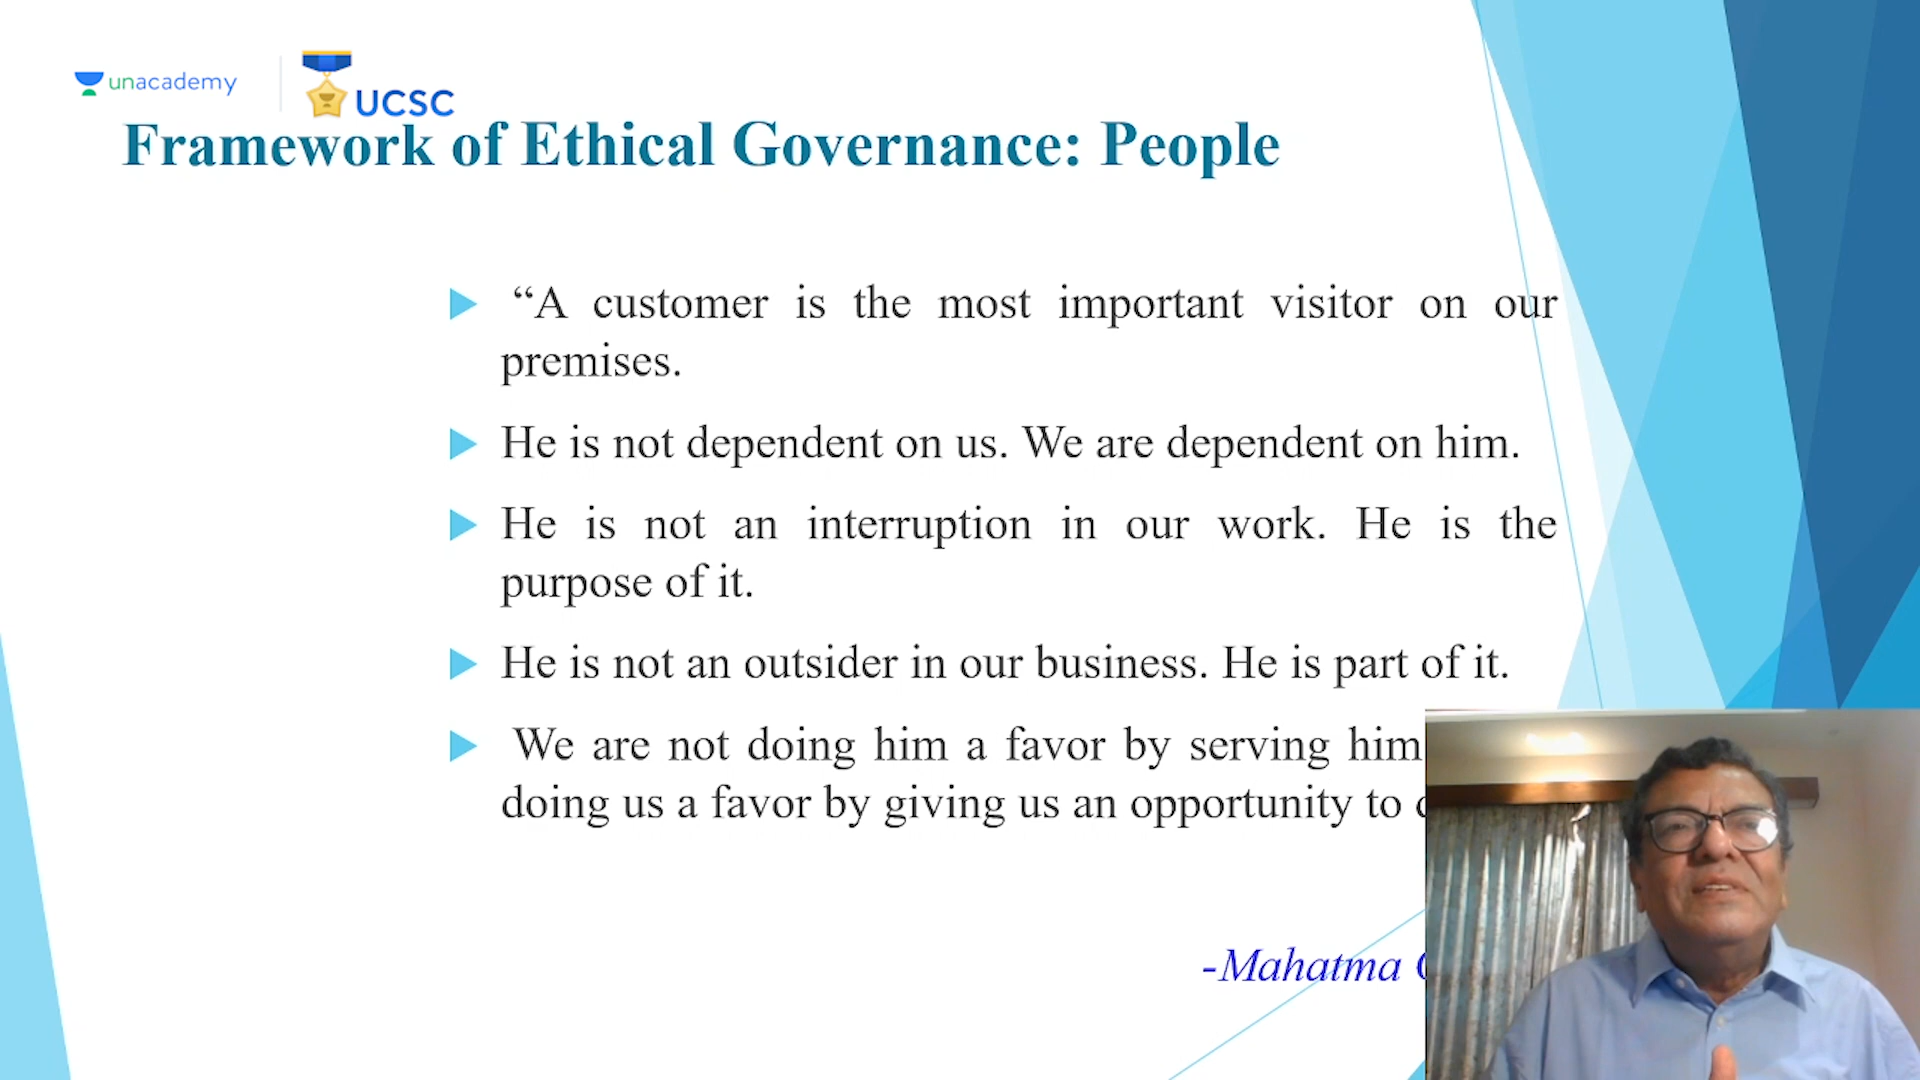 unacademy
UCSC
Framework of Ethical Governance: People
“A customer is the most important visitor on our
premises.
He is not dependent on us. We are dependent on him.
He is not an interruption in our work. He is the
purpose of it.
He is not an outsider in our business. He is part of it.
We are not doing him a favor by serving him
doing us a favor by giving us an opportunity to
-Mahatma